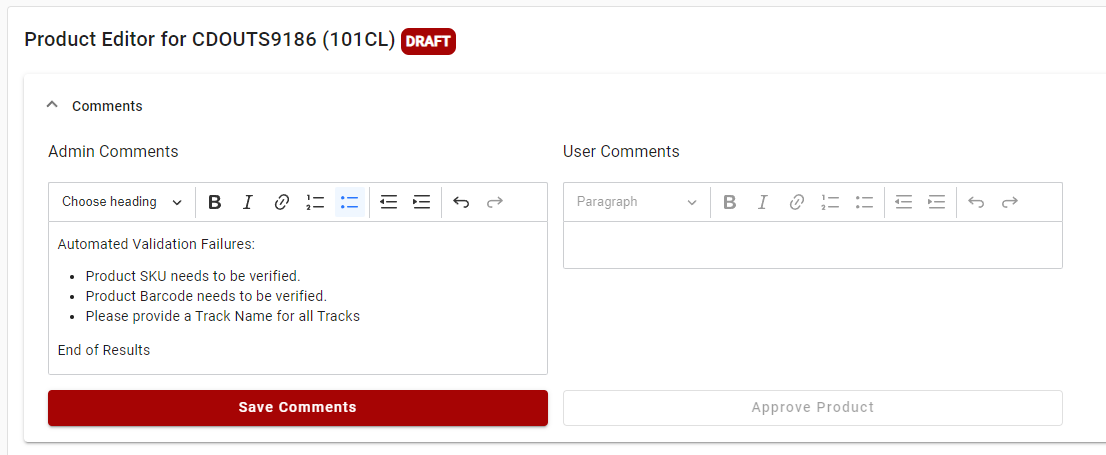 Product Editor for CDOUTS9186 (101CL) DRAFT
Comments
Admin Comments
User Comments
Choose heading
Paragraph
Automated Validation Failures:
Product SKU needs to be verified.
Product Barcode needs to be verified.
Please provide a Track Name for all Tracks
End of Results
Save Comments
Approve Product